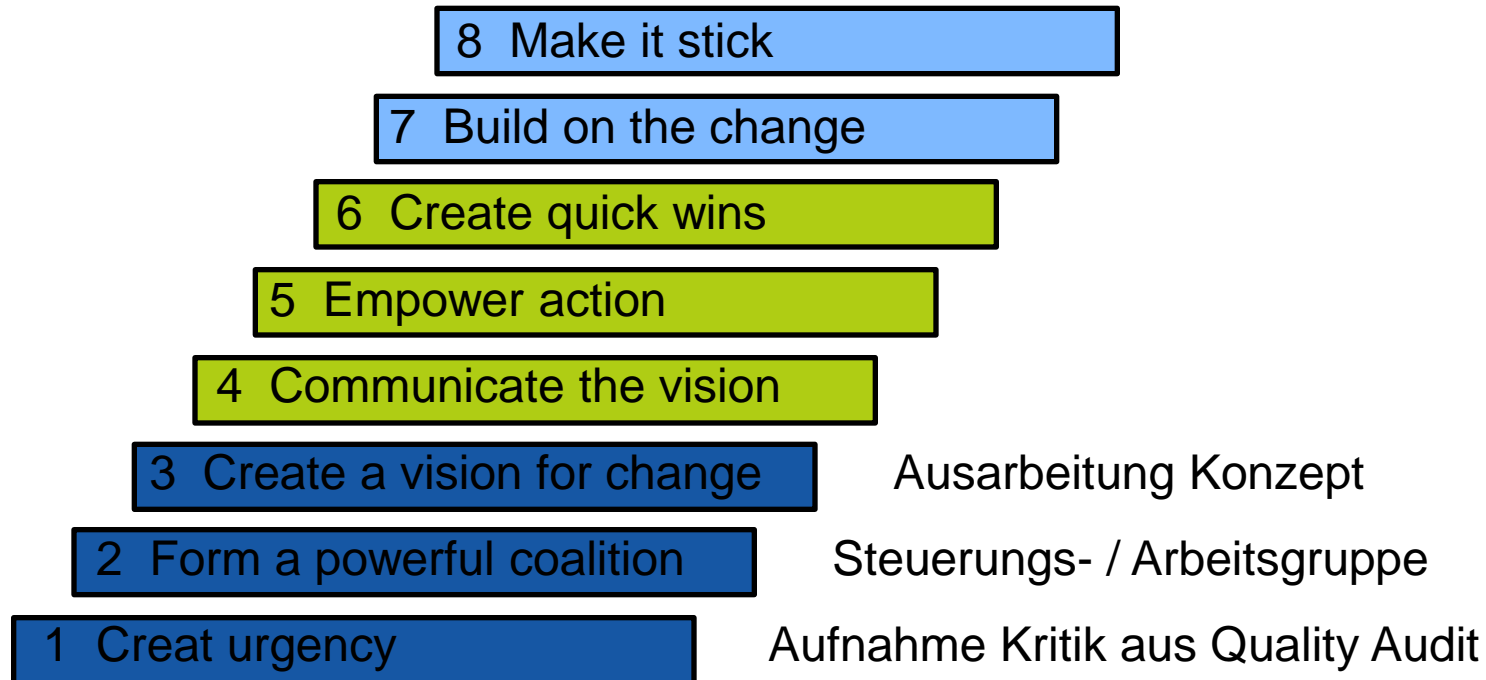 8 Make it stick
7 Build on the change
6 Create quick wins
5 Empower action
4 Communicate the vision
3 Create a vision for change Ausarbeitung Konzept
2 Form a powerful coalition Steuerungs- / Arbeitsgruppe
1 Creat urgency Aufnahme Kritik aus Quality Audit